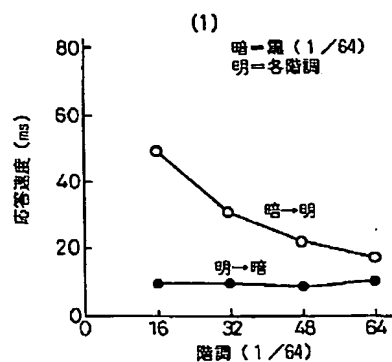 (1)
暗=黒 (1/64)
明=各階調
応答速度 (ms)
80
60
40
20
0
暗→明
明→暗
0
16
32
48
64
階調 (1/64)